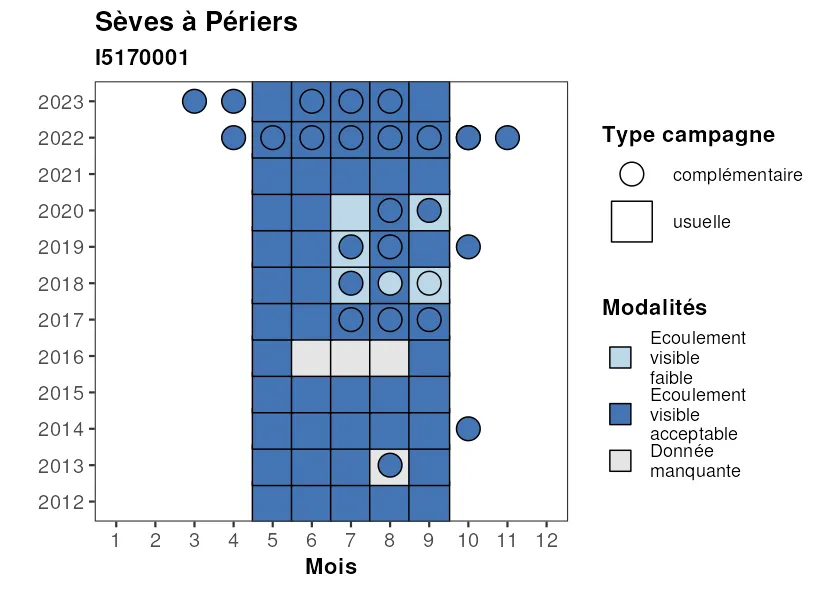 Sèves à Périers
I5170001
2023
2022
2021
2020
2019
2018
2017
2016
2015
2014
2013
2012
1 2 3 4 5 6 7 8 9 10 11 12
Mois
Type campagne
complémentaire
usuelle
Modalités
Ecoulement
visible
faible
Ecoulement
visible
acceptable
Donnée
manquante